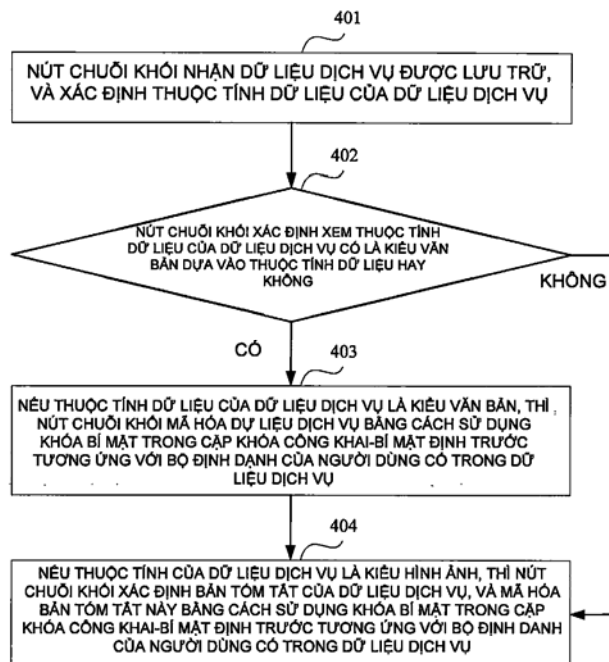 401
NÚT CHUỖI KHỐI NHẬN DỮ LIỆU DỊCH VỤ ĐƯỢC LƯU TRỮ,
VÀ XÁC ĐỊNH THUỘC TÍNH DỮ LIỆU CỦA DỮ LIỆU DỊCH VỤ
402
NÚT CHUỖI KHỐI XÁC ĐỊNH XEM THUỘC TÍNH
DỮ LIỆU CỦA DỮ LIỆU DỊCH VỤ CÓ LÀ KIỂU VĂN
BẢN DỰA VÀO THUỘC TÍNH DỮ LIỆU HAY
KHÔNG
KHÔNG
CÓ
403
NẾU THUỘC TÍNH DỮ LIỆU CỦA DỮ LIỆU DỊCH VỤ LÀ KIỂU VĂN BẢN, THÌ
NÚT CHUỖI KHỐI MÃ HÓA DỰ LIỆU DỊCH VỤ BẰNG CÁCH SỬ DỤNG
KHÓA BÍ MẬT TRONG CẶP KHÓA CÔNG KHAI-BÍ MẬT ĐỊNH TRƯỚC
TƯƠNG ỨNG VỚI BỘ ĐỊNH DẠNH CỦA NGƯỜI DÙNG CÓ TRONG DỮ
LIỆU DỊCH VỤ
404
NẾU THUỘC TÍNH CỦA DỮ LIỆU DỊCH VỤ LÀ KIỂU HÌNH ẢNH, THÌ NÚT
CHUỖI KHỐI XÁC ĐỊNH BẢN TÓM TẮT CỦA DỮ LIỆU DỊCH VỤ, VÀ MÃ HÓA
BẢN TÓM TẮT NÀY BẰNG CÁCH SỬ DỤNG KHÓA BÍ MẬT TRONG CẶP
KHÓA CÔNG KHAI-BÍ MẬT ĐỊNH TRƯỚC TƯƠNG ỨNG VỚI BỘ ĐỊNH DANH
CỦA NGƯỜI DÙNG CÓ TRONG DỮ LIỆU DỊCH VỤ